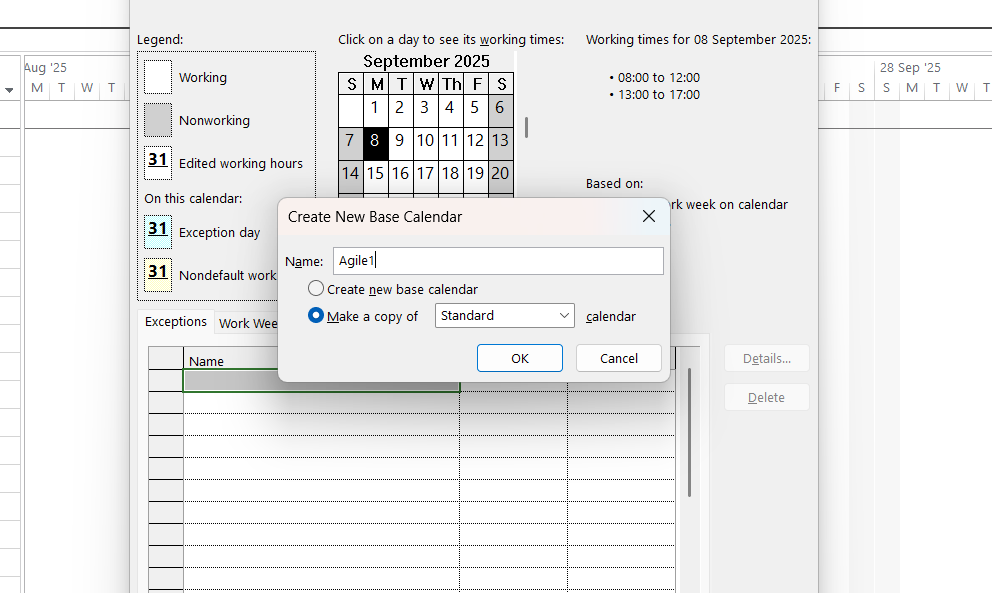 Legend:
Click on a day to see its working times:
Working times for 08 September 2025:
Aug '25
28 Sep '25
M T W T
F S S M T W T
Working
Nonworking
31 Edited working hours
On this calendar:
31 Exception day
31 Nondefault work
September 2025
S M T W Th F S
1 2 3 4 5 6
7 8 9 10 11 12 13
14 15 16 17 18 19 20
• 08:00 to 12:00
• 13:00 to 17:00
Based on:
rk week on calendar
Create New Base Calendar
Name: Agile1
Create new base calendar
Make a copy of Standard calendar
OK Cancel
Exceptions Work Wee
Name
Details...
Delete